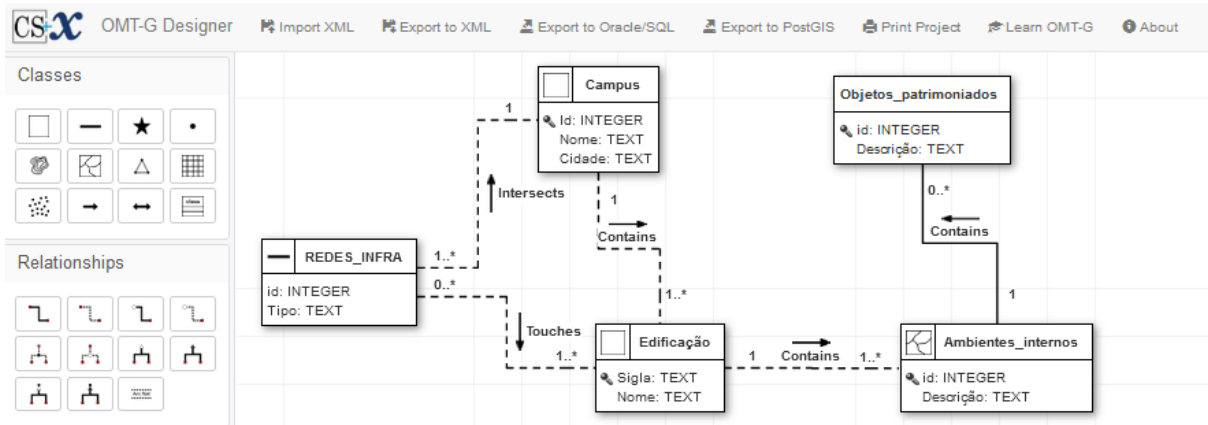 CS+X OMT-G Designer Import XML Export to XML Export to Oracle/SQL Export to PostGIS Print Project Learn OMT-G About
Classes
Relationships
Campus
Id: INTEGER
Nome: TEXT
Cidade: TEXT
1
Intersects
1
Contains
1..*
REDES_INFRA
id: INTEGER
Tipo: TEXT
1..*
0..*
Touches
1..*
Edificação
Sigla: TEXT
Nome: TEXT
1 Contains 1..*
Objetos_patrimoniados
id: INTEGER
Descrição: TEXT
0..*
Contains
1
Ambientes_internos
id: INTEGER
Descrição: TEXT